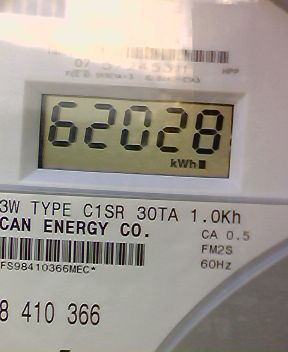 HPP
62028
kWh
3W TYPE C1SR 30TA 1.0Kh
CAN ENERGY CO.
CA 0.5
FM2S
FS98410366MEC*
60Hz
8 410 366